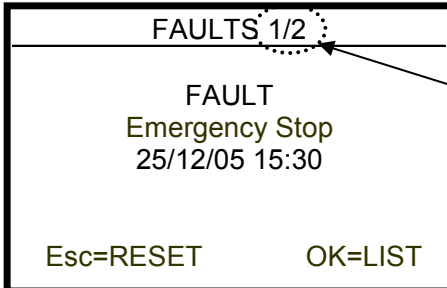 FAULTS 1/2
FAULT
Emergency Stop
25/12/05 15:30
Esc=RESET OK=LIST